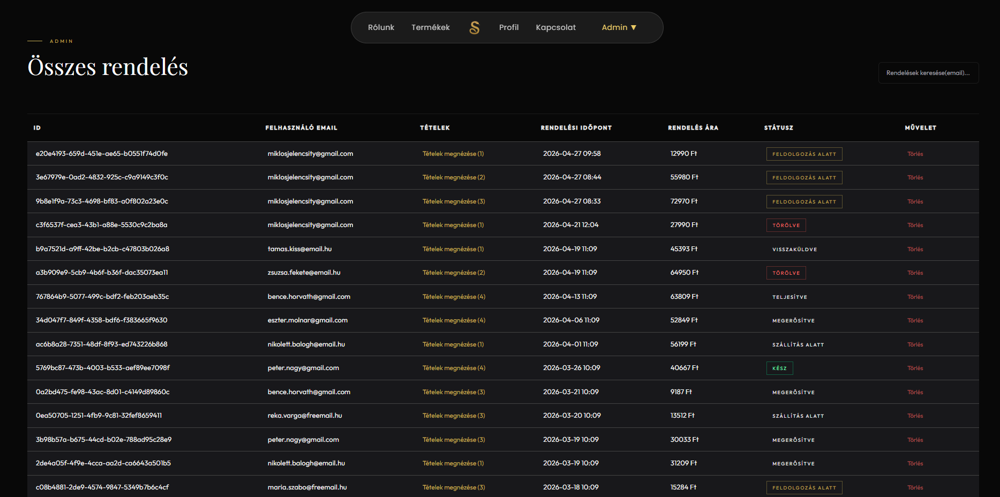 Rólunk Termékek S Profil Kapsolat Admin ▼
ADMIN
Összes rendelés
Rendelések keresése(email)...
ID FELHASZNÁLÓ EMAIL TÉTELEK RENDELÉSI IDŐPONT RENDELÉS ÁRA STÁTUSZ MŰVELET
e20e4193-659d-451e-ae65-b0551f74d0fe miklosjelencsity@gmail.com Tételek megnézése (1) 2026-04-27 09:58 12990 Ft FELDOLGOZÁS ALATT Törlés
3e67979e-0ad2-4832-925c-c9a9149c3f0c miklosjelencsity@gmail.com Tételek megnézése (2) 2026-04-27 08:44 55980 Ft FELDOLGOZÁS ALATT Törlés
9b8e1f9a-73c3-4698-bf83-a0f802a23e0c miklosjelencsity@gmail.com Tételek megnézése (3) 2026-04-27 08:33 72970 Ft FELDOLGOZÁS ALATT Törlés
c3f6537f-cea3-43b1-a88e-5530c9c2ba8a miklosjelencsity@gmail.com Tételek megnézése (1) 2026-04-21 12:04 27990 Ft TÖRÖLVE Törlés
b9a7521d-a9ff-42be-b2cb-c47803b026a8 tamas.kiss@email.hu Tételek megnézése (1) 2026-04-19 11:09 45393 Ft VISSZAKÜLDVE Törlés
a3b909e9-5cb9-4b6f-b36f-dac35073ea11 zsuzsa.fekete@email.hu Tételek megnézése (2) 2026-04-19 11:09 64950 Ft TÖRÖLVE Törlés
767864b9-5077-499c-bdf2-feb203aeb35c bence.horvath@gmail.com Tételek megnézése (4) 2026-04-13 11:09 63809 Ft TELJESÍTVE Törlés
34d047f7-849f-4358-bdf6-f383665f9630 eszter.molnar@gmail.com Tételek megnézése (4) 2026-04-06 11:09 52849 Ft MEGERŐSÍTVE Törlés
ac6b8a28-7351-48df-8f93-ed743226b868 nikolett.balogh@email.hu Tételek megnézése (1) 2026-04-01 11:09 56199 Ft SZÁLLÍTÁS ALATT Törlés
5769bc87-473b-4003-b533-aef89ee7098f peter.nagy@gmail.com Tételek megnézése (4) 2026-03-26 10:09 40667 Ft KÉSZ Törlés
0a2bd475-fe98-43ac-8d01-c4149d89860c bence.horvath@gmail.com Tételek megnézése (3) 2026-03-21 10:09 9187 Ft MEGERŐSÍTVE Törlés
0ea50705-1251-4fb9-9c81-32fef8659411 reka.varga@freemail.hu Tételek megnézése (3) 2026-03-20 10:09 13512 Ft SZÁLLÍTÁS ALATT Törlés
3b98b57a-b675-44cd-b02e-788ad95c28e9 peter.nagy@gmail.com Tételek megnézése (3) 2026-03-19 10:09 30033 Ft MEGERŐSÍTVE Törlés
2de4a05f-4f9e-4cca-aa2d-ca6643a501b5 nikolett.balogh@email.hu Tételek megnézése (1) 2026-03-19 10:09 31209 Ft MEGERŐSÍTVE Törlés
c08b4881-2de9-4574-9847-5349b7b6c4cf maria.szabo@freemail.hu Tételek megnézése (3) 2026-03-18 10:09 15284 Ft FELDOLGOZÁS ALATT Törlés